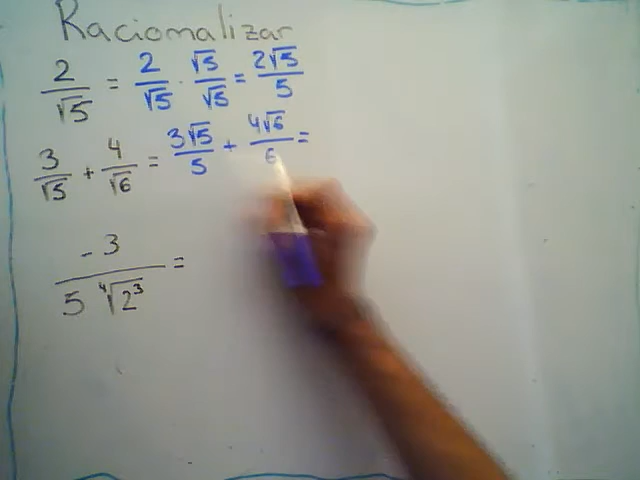 Racionalizar
2/√5 = 2/√5 · √5/√5 = 2√5/5
3/√5 + 4/√6 = 3√5/5 + 4√6/6 =
-3/5 ∜2³ =